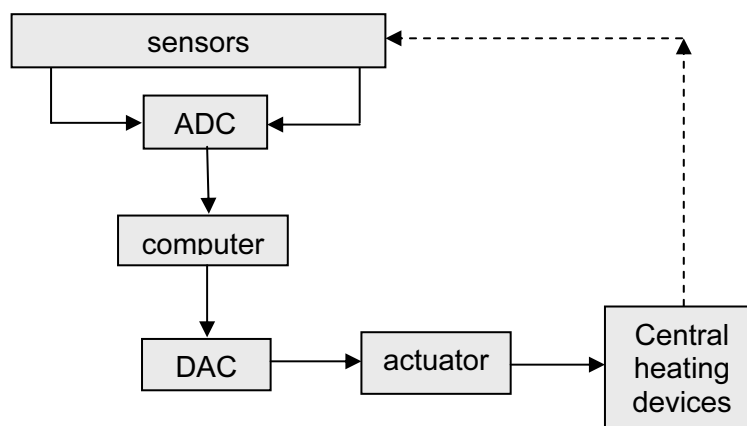 sensors
ADC
computer
DAC
actuator
Central
heating
devices